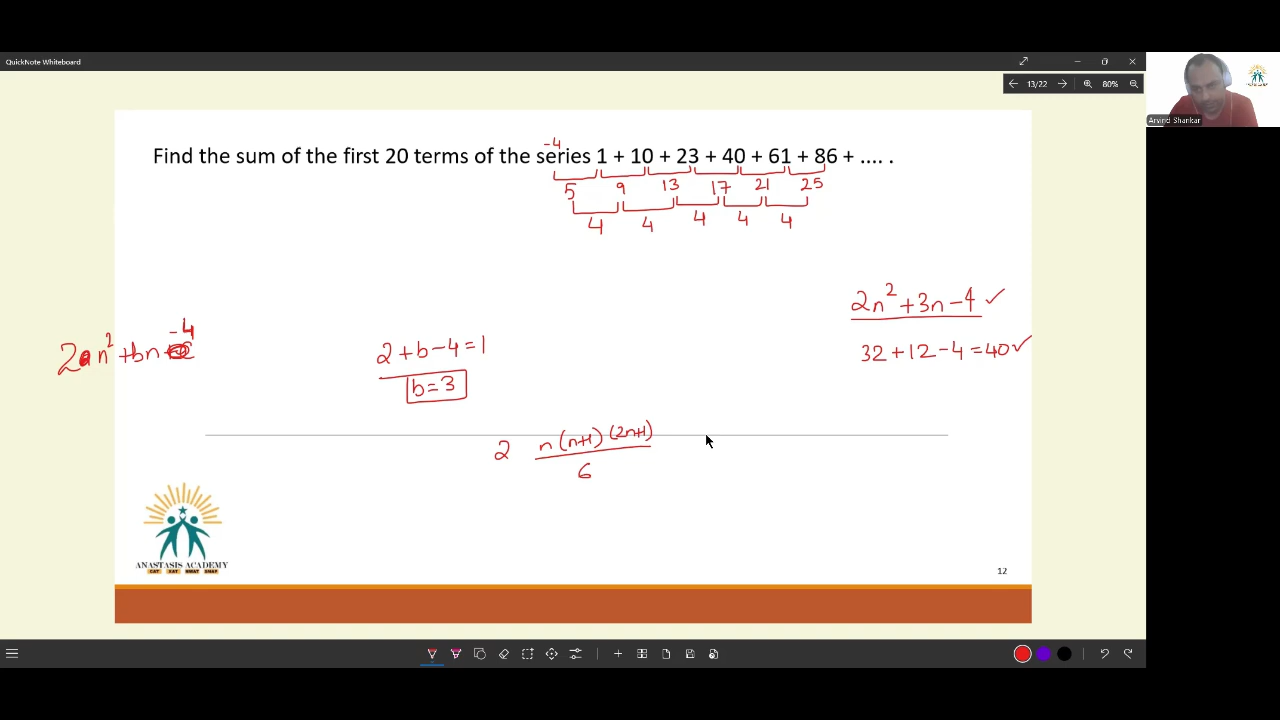 QuickNote Whiteboard
13/22
80%
Arvind Shankar
-4
Find the sum of the first 20 terms of the series 1 + 10 + 23 + 40 + 61 + 86 + .... .
5 9 13 17 21 25
4 4 4 4 4
2n² + 3n - 4 ✓
32 + 12 - 4 = 40 ✓
-4
2n² + bn +
2 + b - 4 = 1
b = 3
2 n(n+1)(2n+1)
6
ANASTASIS ACADEMY
12